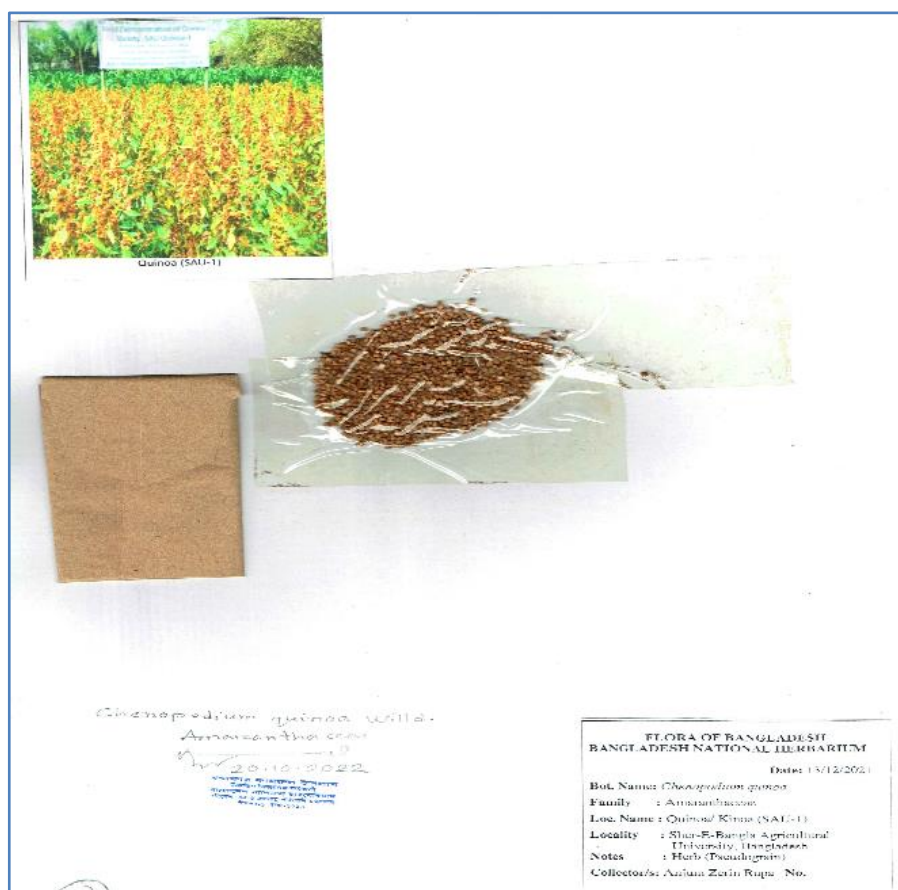 Quinoa (SAU-1)
Chenopodium quinoa Willd.
Amaranthaceae
20.10.2022
FLORA OF BANGLADESH
BANGLADESH NATIONAL HERBARIUM
Date: 13/12/2021
Bot. Name: Chenopodium quinoa
Family : Amaranthaceae
Loc. Name : Quinoa/ Kinoa (SAU-1)
Locality : Sher-E-Bangla Agricultural
University, Bangladesh
Notes : Herb (Pseudograin)
Collector/s: Anjum Zerin Rupa No.